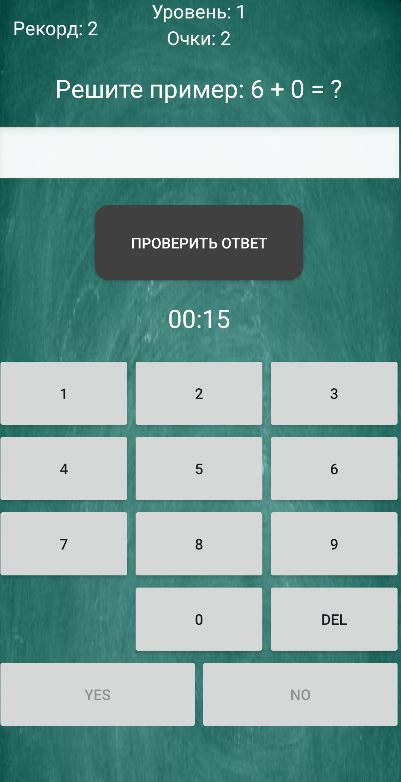 Уровень: 1
Рекорд: 2
Очки: 2
Решите пример: 6 + 0 = ?
ПРОВЕРИТЬ ОТВЕТ
00:15
1 2 3
4 5 6
7 8 9
0 DEL
YES NO